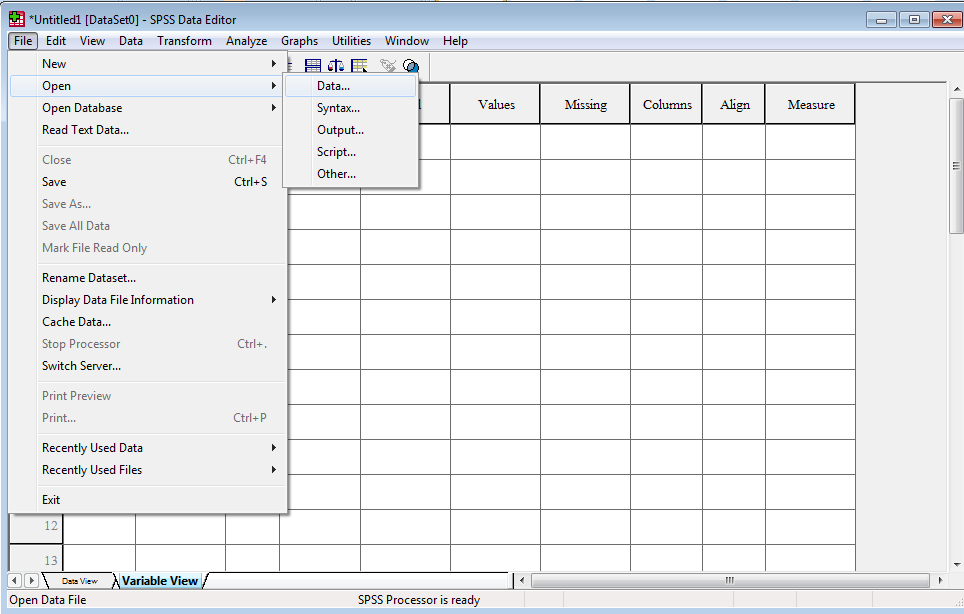 *Untitled1 [DataSet0] - SPSS Data Editor
File Edit View Data Transform Analyze Graphs Utilities Window Help
New
Open
Open Database
Read Text Data...
Close Ctrl+F4
Save Ctrl+S
Save As...
Save All Data
Mark File Read Only
Rename Dataset...
Display Data File Information
Cache Data...
Stop Processor Ctrl+.
Switch Server...
Print Preview
Print... Ctrl+P
Recently Used Data
Recently Used Files
Exit
Data...
Syntax...
Output...
Script...
Other...
Values Missing Columns Align Measure
12
13
Data View Variable View
Open Data File SPSS Processor is ready